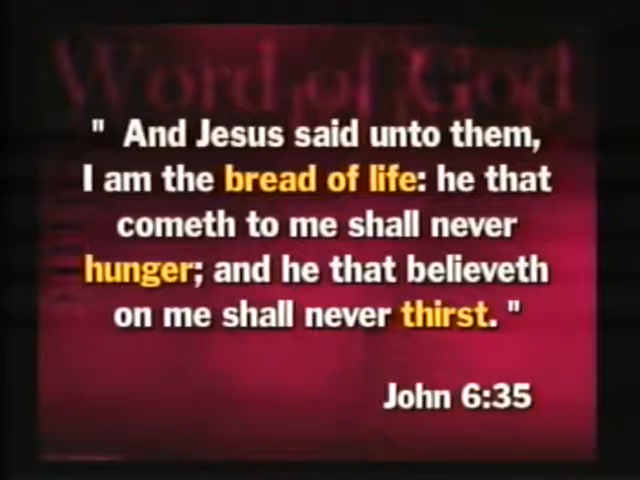 Word of God
" And Jesus said unto them,
I am the bread of life: he that
cometh to me shall never
hunger; and he that believeth
on me shall never thirst. "
John 6:35